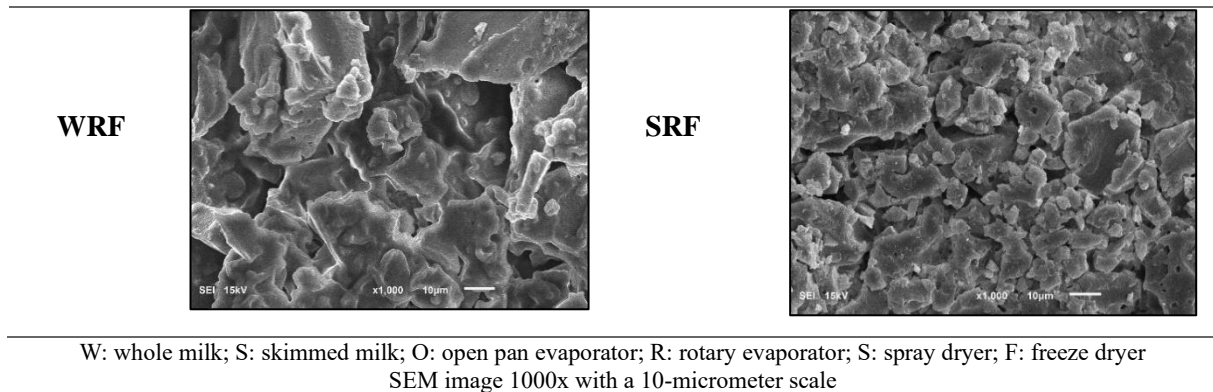 WRF
SEI 15kV x1,000 10μm
SRF
SEI 15kV x1,000 10μm
W: whole milk; S: skimmed milk; O: open pan evaporator; R: rotary evaporator; S: spray dryer; F: freeze dryer
SEM image 1000x with a 10-micrometer scale